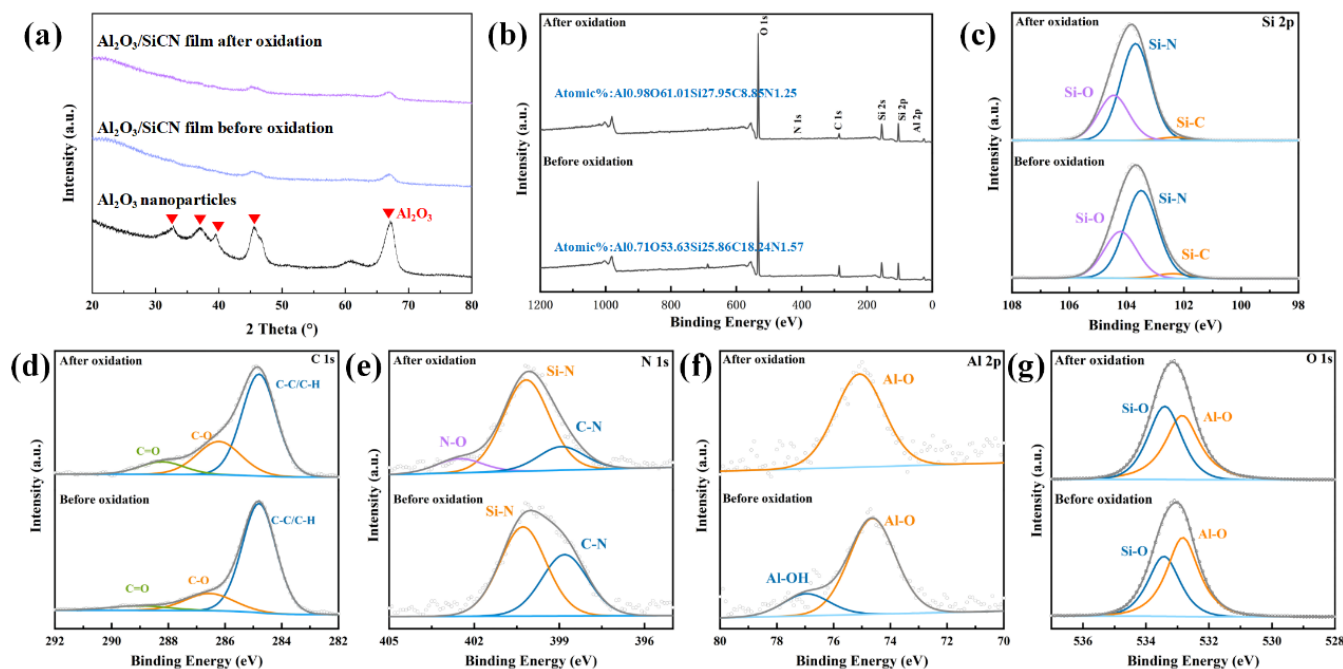 (a)
Al₂O₃/SiCN film after oxidation
Al₂O₃/SiCN film before oxidation
Al₂O₃ nanoparticles
Al₂O₃
Intensity (a.u.)
20 30 40 50 60 70 80
2 Theta (°)
(b)
After oxidation
O 1s
Atomic%:Al0.98O61.01Si27.95C8.85N1.25
N 1s
C 1s
Si 2s
Si 2p
Al 2p
Before oxidation
Atomic%:Al0.71O53.63Si25.86C18.24N1.57
Intensity (a.u.)
1200 1000 800 600 400 200 0
Binding Energy (eV)
(c)
After oxidation
Si 2p
Si-N
Si-O
Si-C
Before oxidation
Si-N
Si-O
Si-C
Intensity (a.u.)
108 106 104 102 100 98
Binding Energy (eV)
(d)
After oxidation
C 1s
C-C/C-H
C-O
C=O
Before oxidation
C-C/C-H
C-O
C=O
Intensity (a.u.)
292 290 288 286 284 282
Binding Energy (eV)
(e)
After oxidation
N 1s
Si-N
C-N
N-O
Before oxidation
Si-N
C-N
Intensity (a.u.)
405 402 399 396
Binding Energy (eV)
(f)
After oxidation
Al 2p
Al-O
Before oxidation
Al-O
Al-OH
Intensity (a.u.)
80 78 76 74 72 70
Binding Energy (eV)
(g)
After oxidation
O 1s
Si-O
Al-O
Before oxidation
Si-O
Al-O
Intensity (a.u.)
536 534 532 530 528
Binding Energy (eV)